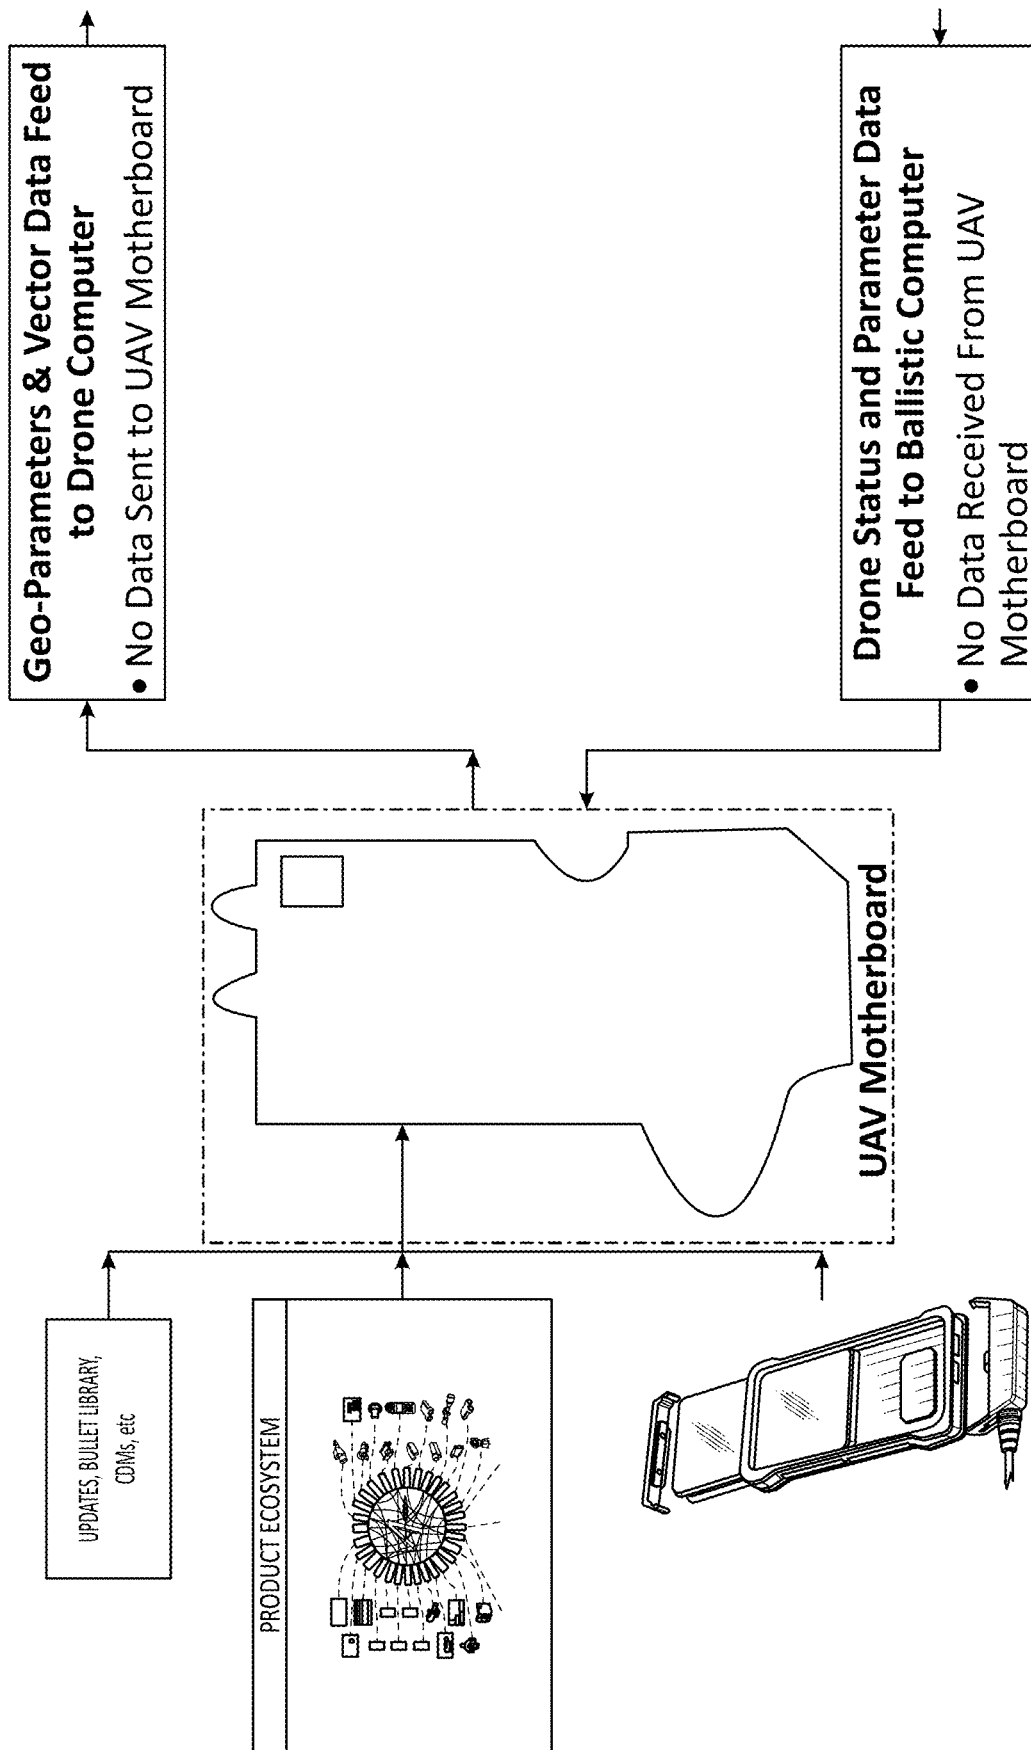 UPDATES, BULLET LIBRARY,
CDMs, etc
PRODUCT ECOSYSTEM
UAV Motherboard
Geo-Parameters & Vector Data Feed
to Drone Computer
• No Data Sent to UAV Motherboard
Drone Status and Parameter Data
Feed to Ballistic Computer
• No Data Received From UAV
Motherboard